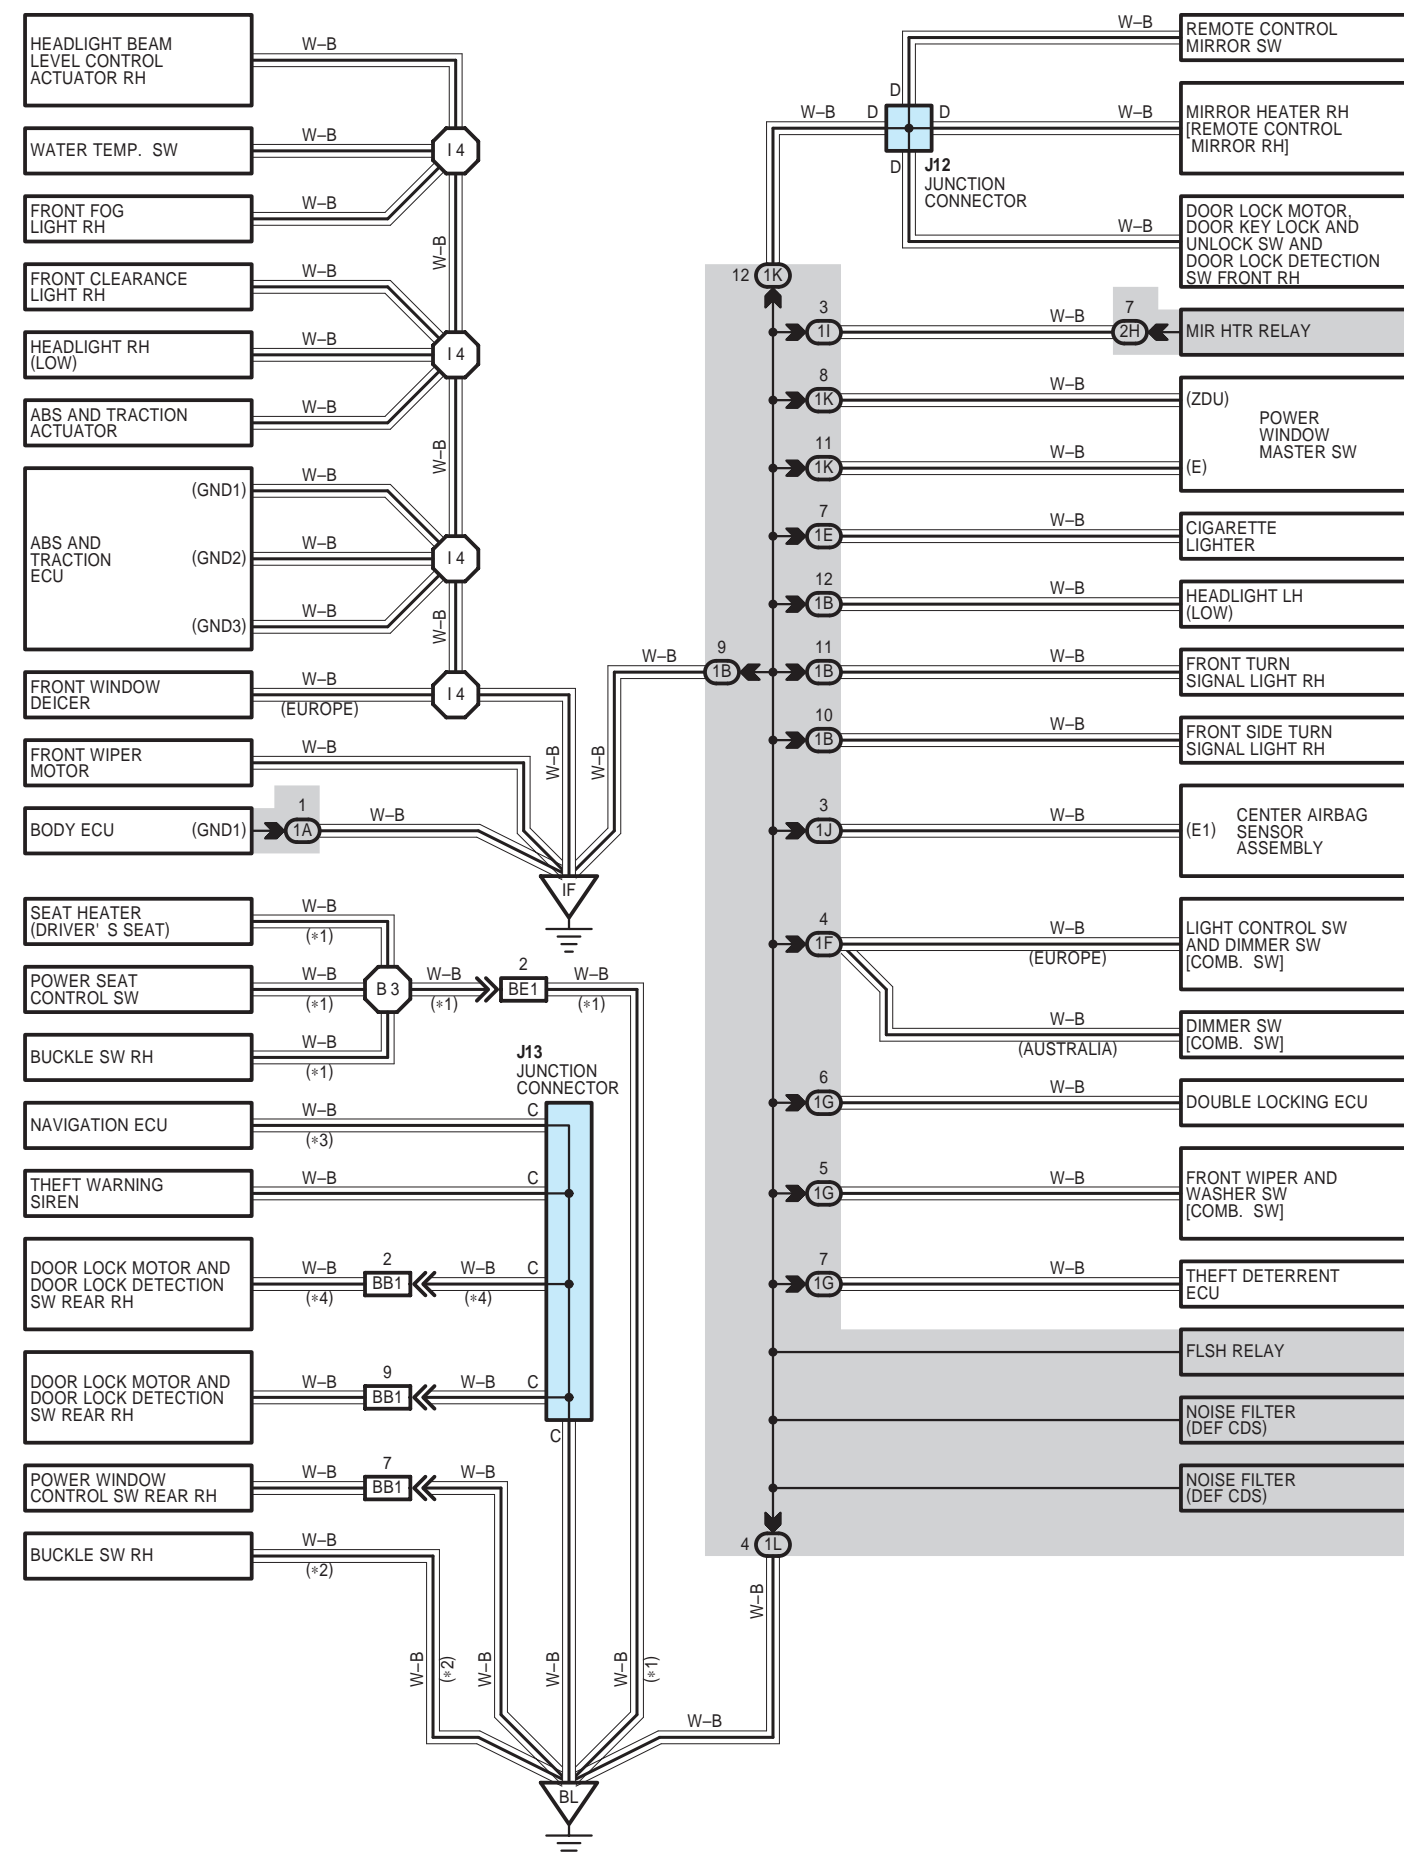 HEADLIGHT BEAM
LEVEL CONTROL
ACTUATOR RH
W–B
WATER TEMP. SW
W–B
I 4
FRONT FOG
LIGHT RH
W–B
W–B
FRONT CLEARANCE
LIGHT RH
W–B
HEADLIGHT RH
(LOW)
W–B
I 4
ABS AND TRACTION
ACTUATOR
W–B
W–B
ABS AND
TRACTION
ECU
(GND1)
W–B
(GND2)
W–B
I 4
(GND3)
W–B
W–B
FRONT WINDOW
DEICER
W–B
(EUROPE)
I 4
FRONT WIPER
MOTOR
W–B
W–B
W–B
BODY ECU
(GND1)
1
1A
W–B
IF
SEAT HEATER
(DRIVER' S SEAT)
W–B
(*1)
POWER SEAT
CONTROL SW
W–B
(*1)
B 3
W–B
(*1)
2
BE1
W–B
(*1)
BUCKLE SW RH
W–B
(*1)
J13
JUNCTION
CONNECTOR
NAVIGATION ECU
W–B
(*3)
C
THEFT WARNING
SIREN
W–B
C
DOOR LOCK MOTOR AND
DOOR LOCK DETECTION
SW REAR RH
W–B
(*4)
2
BB1
W–B
(*4)
C
DOOR LOCK MOTOR AND
DOOR LOCK DETECTION
SW REAR RH
W–B
9
BB1
W–B
C
C
POWER WINDOW
CONTROL SW REAR RH
W–B
7
BB1
W–B
BUCKLE SW RH
W–B
(*2)
W–B
(*2)
W–B
W–B
W–B
(*1)
W–B
BL
W–B
REMOTE CONTROL
MIRROR SW
D
W–B
D
D
W–B
MIRROR HEATER RH
[REMOTE CONTROL
MIRROR RH]
D
J12
JUNCTION
CONNECTOR
W–B
DOOR LOCK MOTOR,
DOOR KEY LOCK AND
UNLOCK SW AND
DOOR LOCK DETECTION
SW FRONT RH
12
1K
3
1I
W–B
7
2H
MIR HTR RELAY
8
1K
W–B
(ZDU)
POWER
WINDOW
MASTER SW
11
1K
W–B
(E)
7
1E
W–B
CIGARETTE
LIGHTER
12
1B
W–B
HEADLIGHT LH
(LOW)
W–B
9
1B
11
1B
W–B
FRONT TURN
SIGNAL LIGHT RH
10
1B
W–B
FRONT SIDE TURN
SIGNAL LIGHT RH
3
1J
W–B
(E1)
CENTER AIRBAG
SENSOR
ASSEMBLY
4
1F
W–B
(EUROPE)
LIGHT CONTROL SW
AND DIMMER SW
[COMB. SW]
W–B
(AUSTRALIA)
DIMMER SW
[COMB. SW]
6
1G
W–B
DOUBLE LOCKING ECU
5
1G
W–B
FRONT WIPER AND
WASHER SW
[COMB. SW]
7
1G
W–B
THEFT DETERRENT
ECU
FLSH RELAY
NOISE FILTER
(DEF CDS)
NOISE FILTER
(DEF CDS)
4
1L
W–B